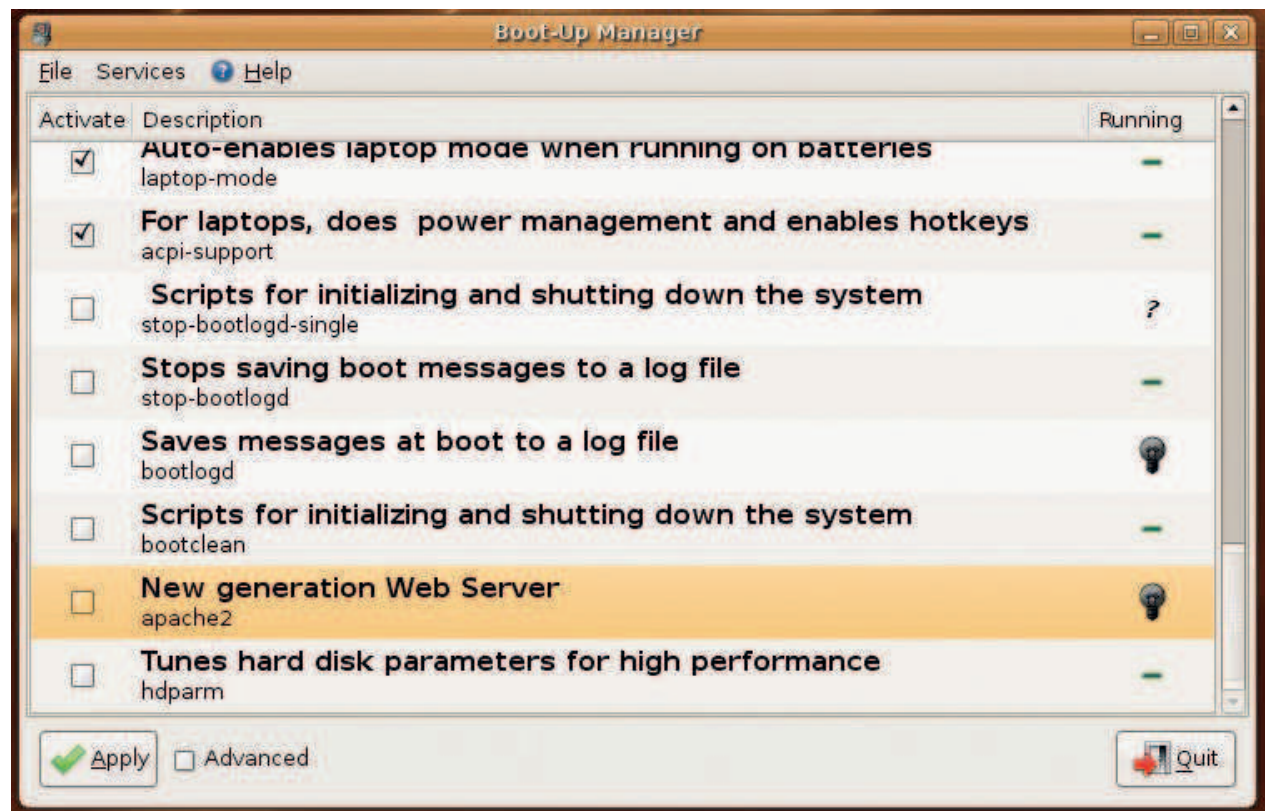 Boot-Up Manager
File Services Help
Activate Description Running
Auto-enables laptop mode when running on batteries
laptop-mode
For laptops, does power management and enables hotkeys
acpi-support
Scripts for initializing and shutting down the system
?
stop-bootlogd-single
Stops saving boot messages to a log file
stop-bootlogd
Saves messages at boot to a log file
bootlogd
Scripts for initializing and shutting down the system
bootclean
New generation Web Server
apache2
Tunes hard disk parameters for high performance
hdparm
Apply Advanced Quit